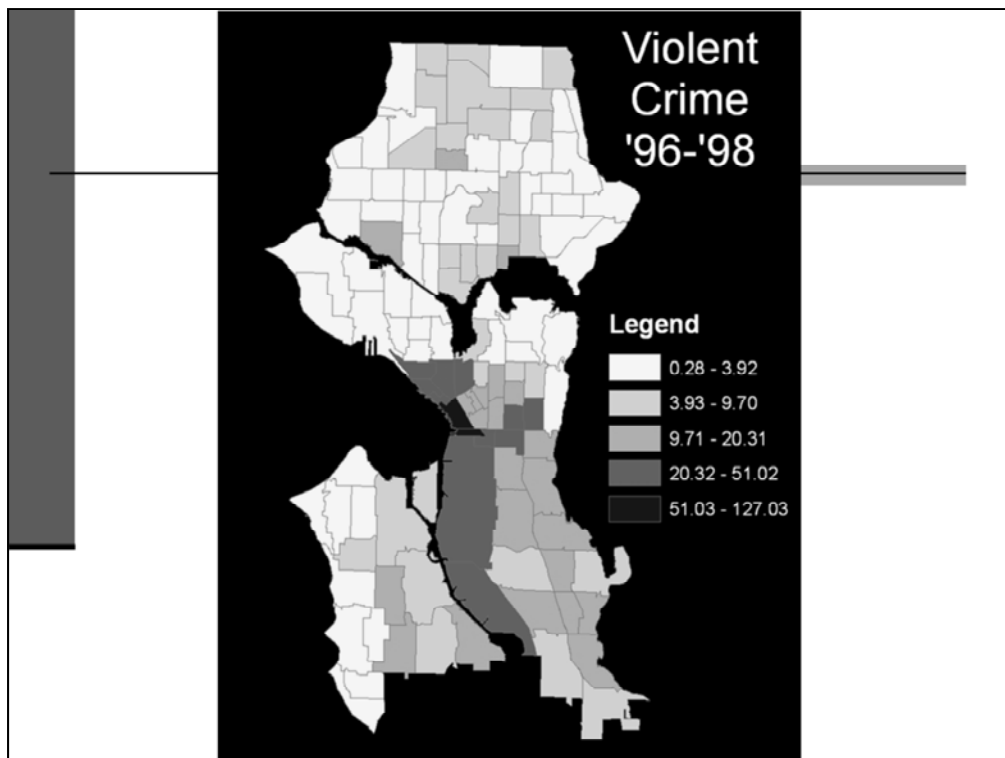 Violent
Crime
'96-'98
Legend
0.28 - 3.92
3.93 - 9.70
9.71 - 20.31
20.32 - 51.02
51.03 - 127.03